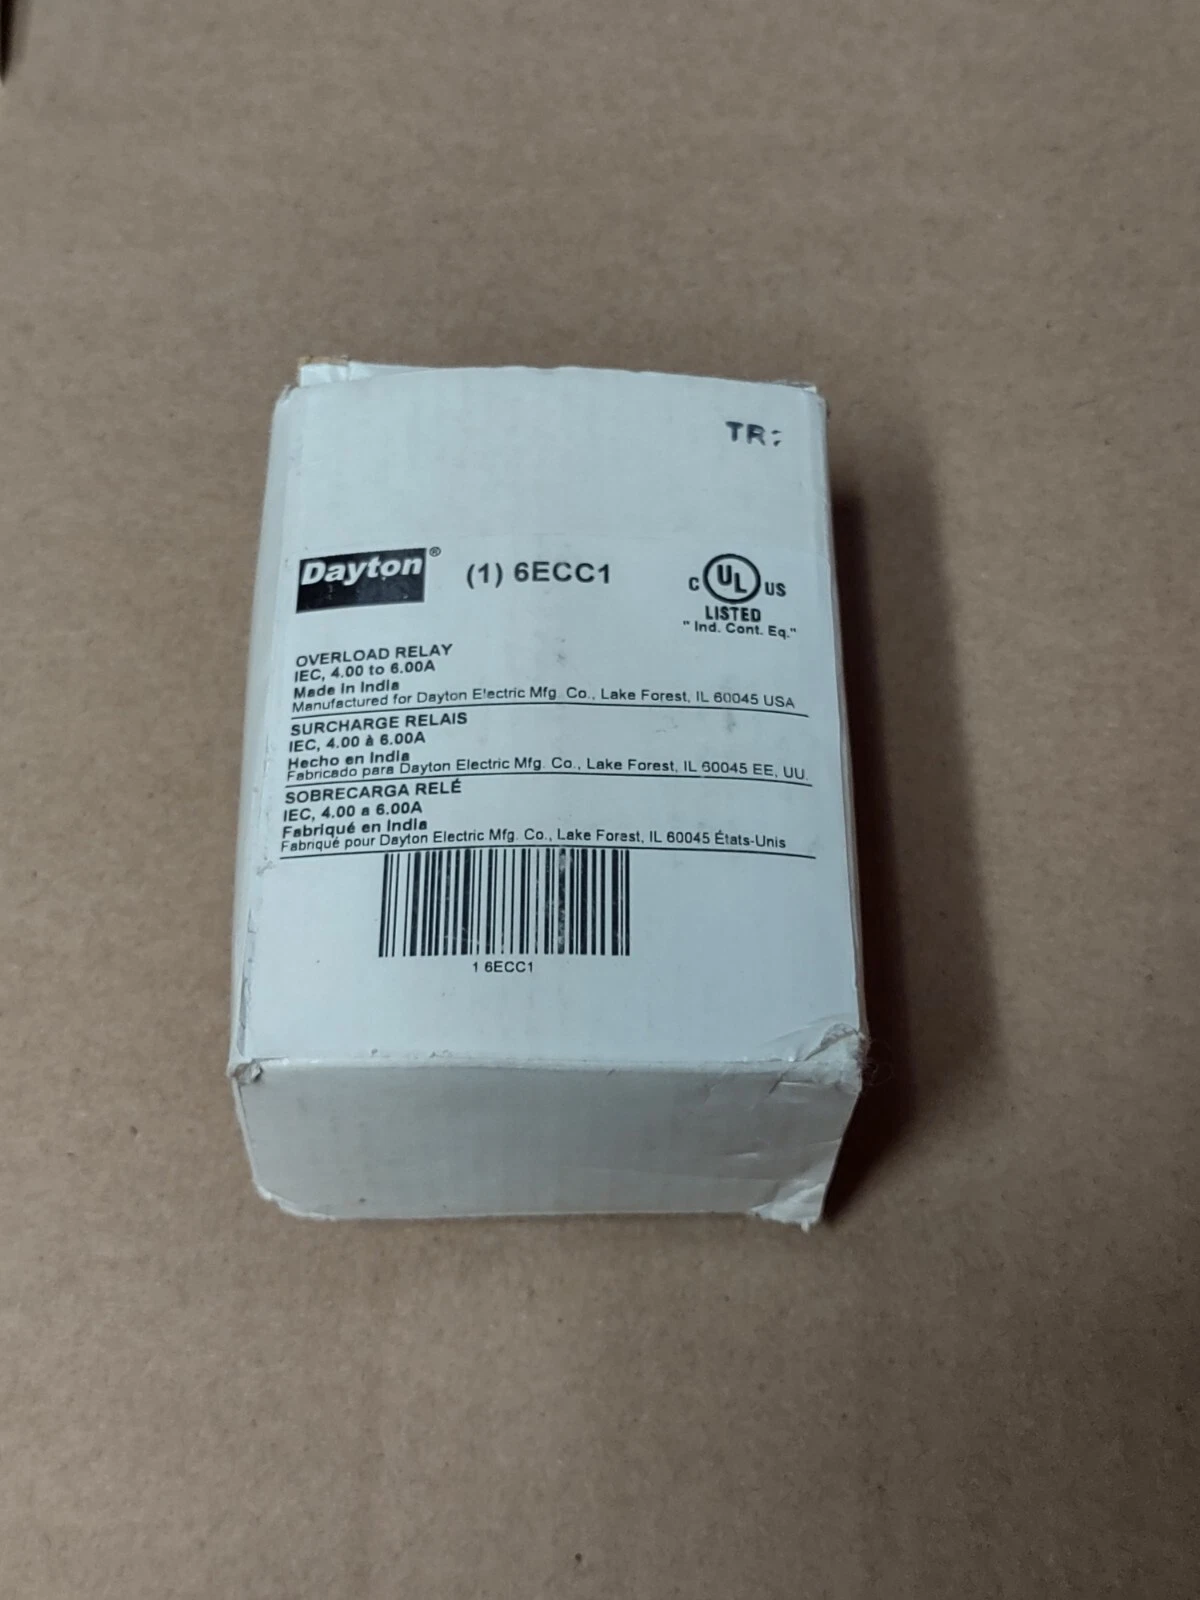 TR:
Dayton®
(1) 6ECC1
C UL US
LISTED
" Ind. Cont. Eq."
OVERLOAD RELAY
IEC, 4.00 to 6.00A
Made In India
Manufactured for Dayton Electric Mfg. Co., Lake Forest, IL 60045 USA
SURCHARGE RELAIS
IEC, 4.00 à 6.00A
Hecho en India
Fabricado para Dayton Electric Mfg. Co., Lake Forest, IL 60045 EE, UU.
SOBRECARGA RELÉ
IEC, 4.00 a 6.00A
Fabriqué en India
Fabriqué pour Dayton Electric Mfg. Co., Lake Forest, IL 60045 États-Unis
1 6ECC1